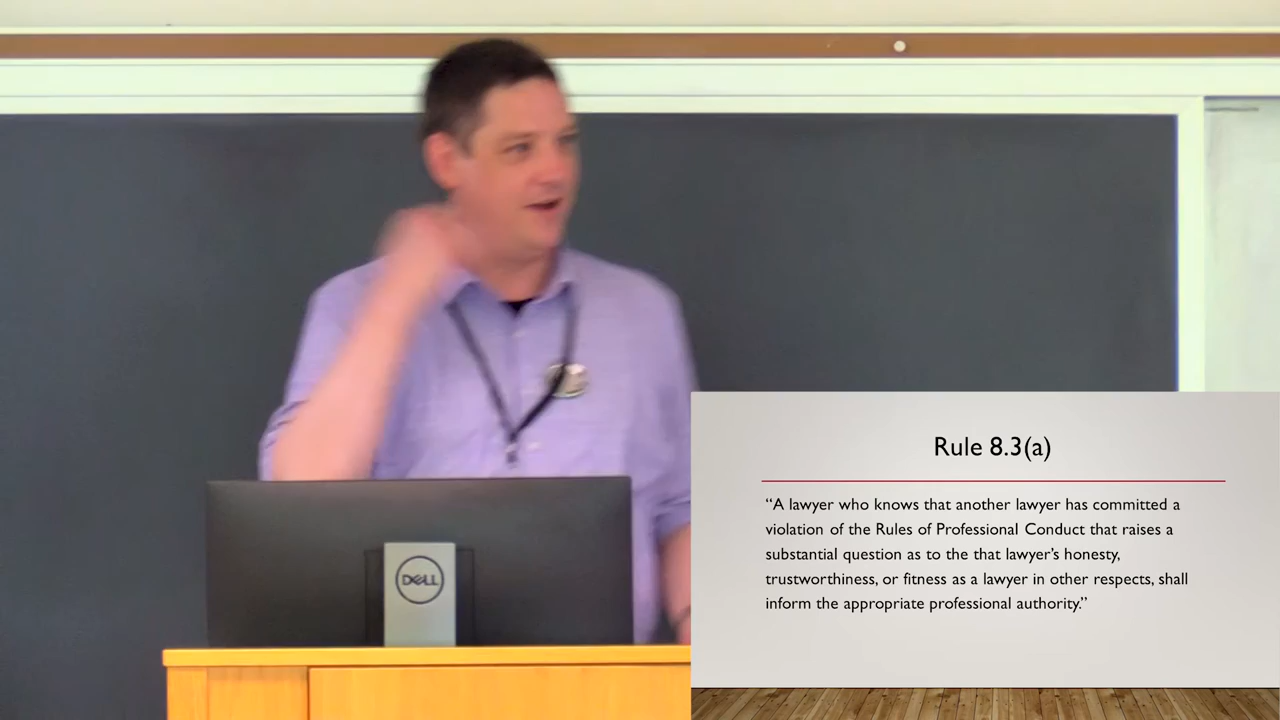 DELL
Rule 8.3(a)
“A lawyer who knows that another lawyer has committed a
violation of the Rules of Professional Conduct that raises a
substantial question as to the that lawyer’s honesty,
trustworthiness, or fitness as a lawyer in other respects, shall
inform the appropriate professional authority.”